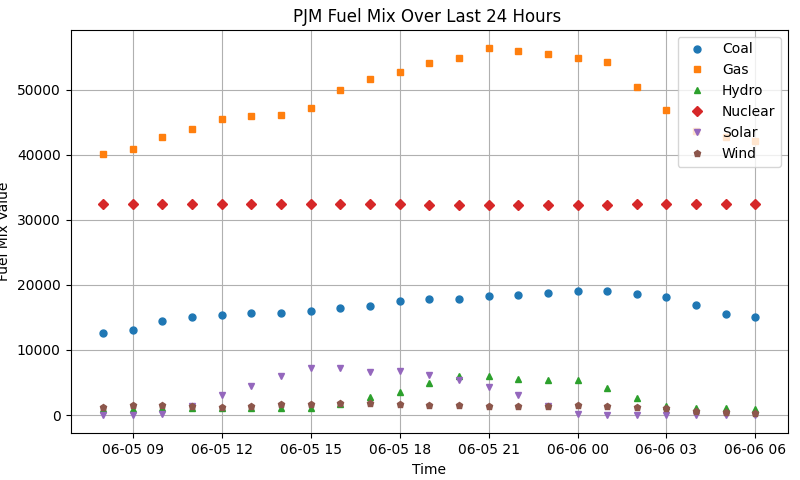 PJM Fuel Mix Over Last 24 Hours
Fuel Mix Value
50000
40000
30000
20000
10000
0
Coal
Gas
Hydro
Nuclear
Solar
Wind
06-05 09
06-05 12
06-05 15
06-05 18
06-05 21
06-06 00
06-06 03
06-06 06
Time